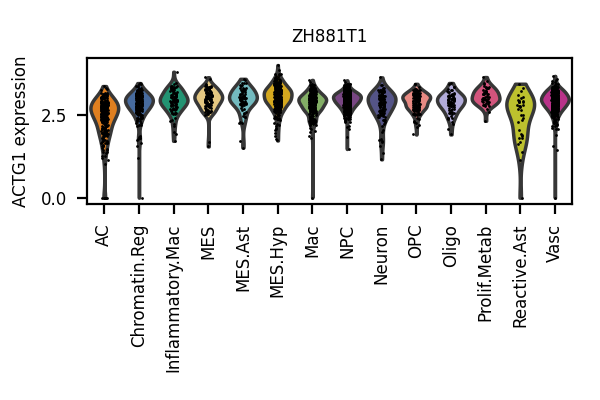 ZH881T1
ACTG1 expression
2.5
0.0
AC
Chromatin.Reg
Inflammatory.Mac
MES
MES.Ast
MES.Hyp
Mac
NPC
Neuron
OPC
Oligo
Prolif.Metab
Reactive.Ast
Vasc